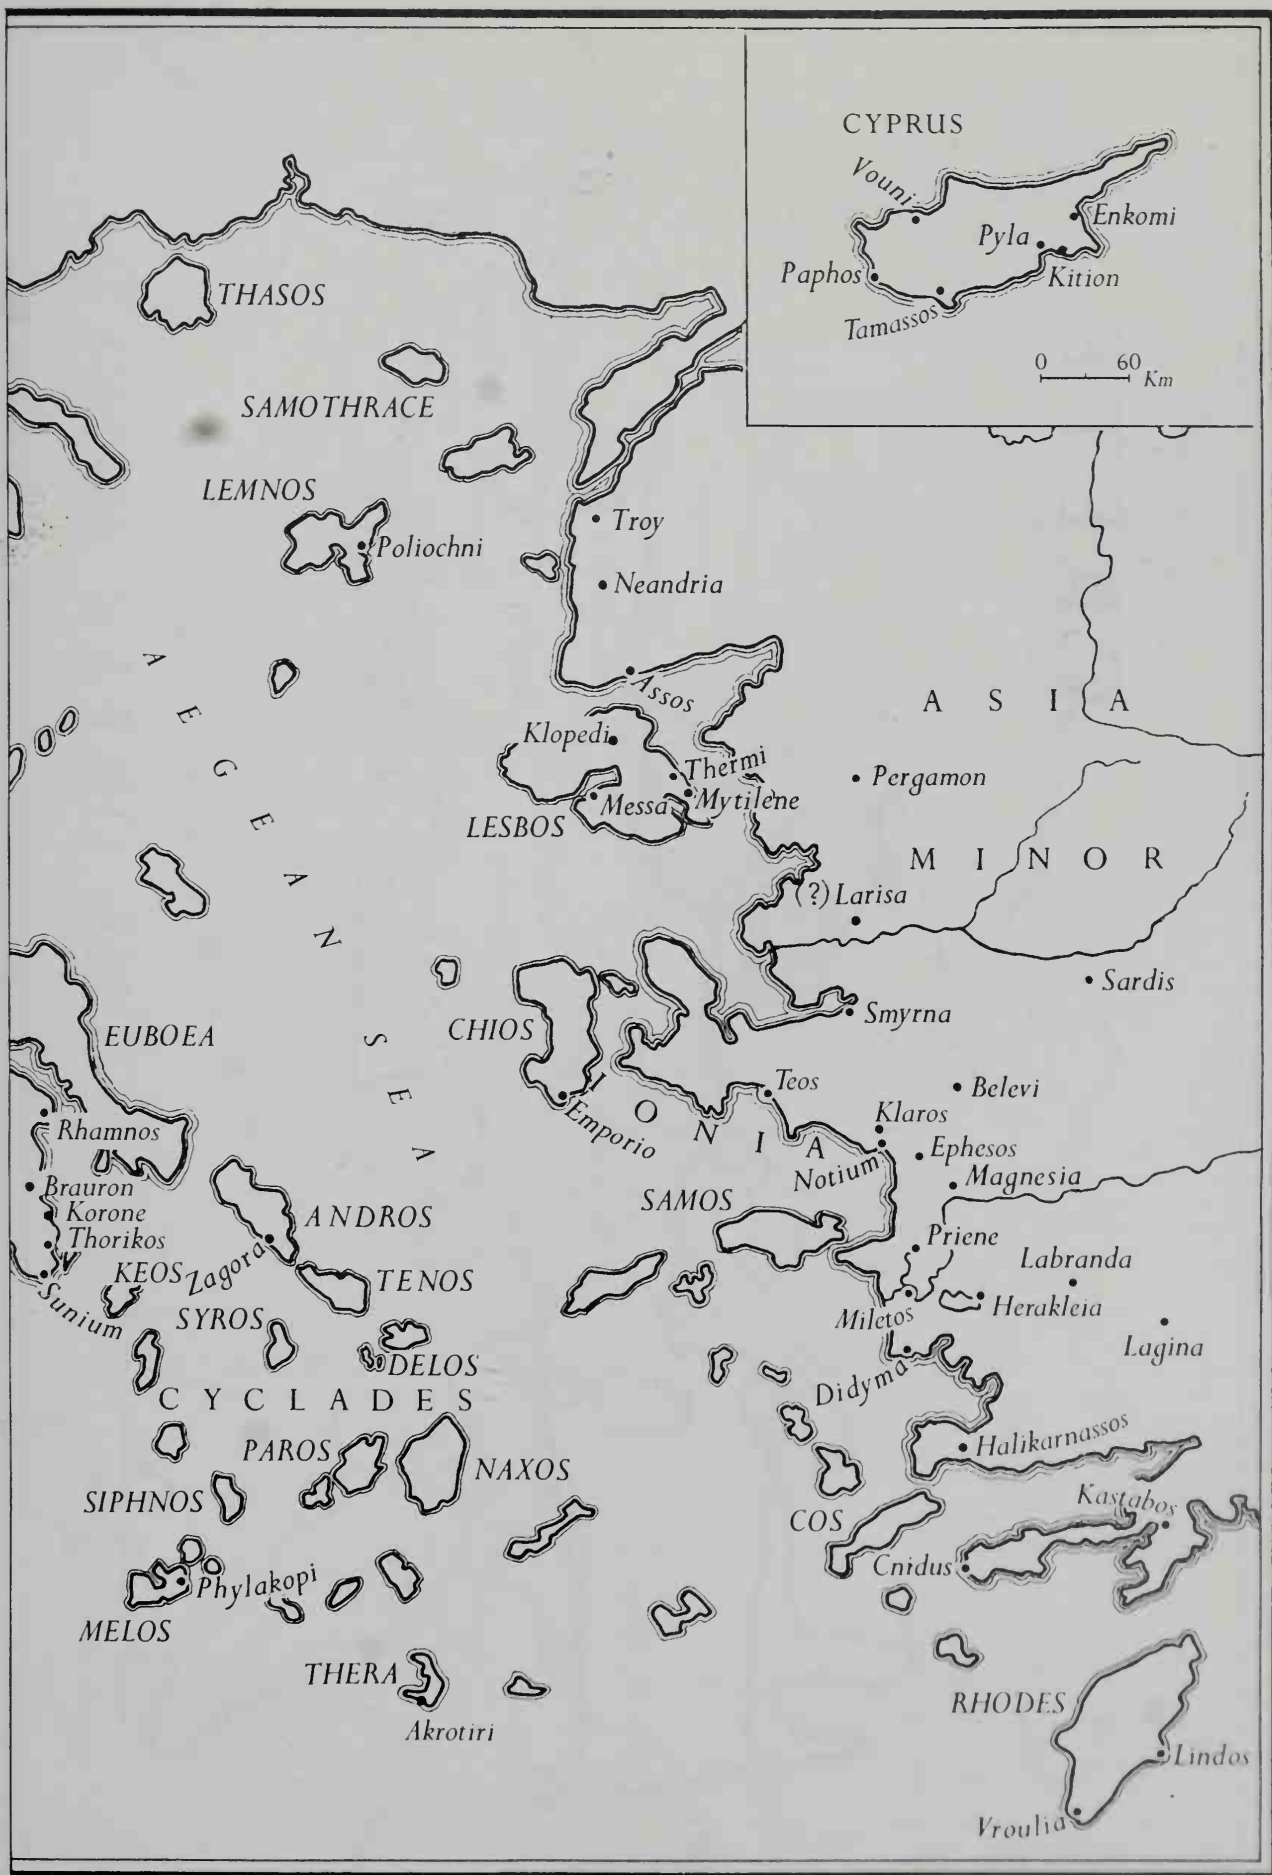 CYPRUS
Vouni
Enkomi
Pyla
Paphos
Kition
Tamassos
0 60 Km
THASOS
SAMOTHRACE
LEMNOS
Poliochni
Troy
Neandria
Assos
AEGEAN SEA
ASIA
MINOR
Klopedi
Thermi
Pergamon
Messa
Mytilene
LESBOS
(?) Larisa
Sardis
Smyrna
EUBOEA
CHIOS
Emporio
IONIA
Teos
Belevi
Klaros
Rhamnos
Ephesos
Notium
Magnesia
Brauron
Korone
Thorikos
Sunium
ANDROS
Zagora
SAMOS
KEOS
TENOS
Priene
Labranda
SYROS
Miletos
Herakleia
Lagina
DELOS
Didyma
CYCLADES
PAROS
NAXOS
Halikarnassos
SIPHNOS
COS
Kastabos
Cnidus
Phylakopi
MELOS
THERA
Akrotiri
RHODES
Lindos
Vroulia